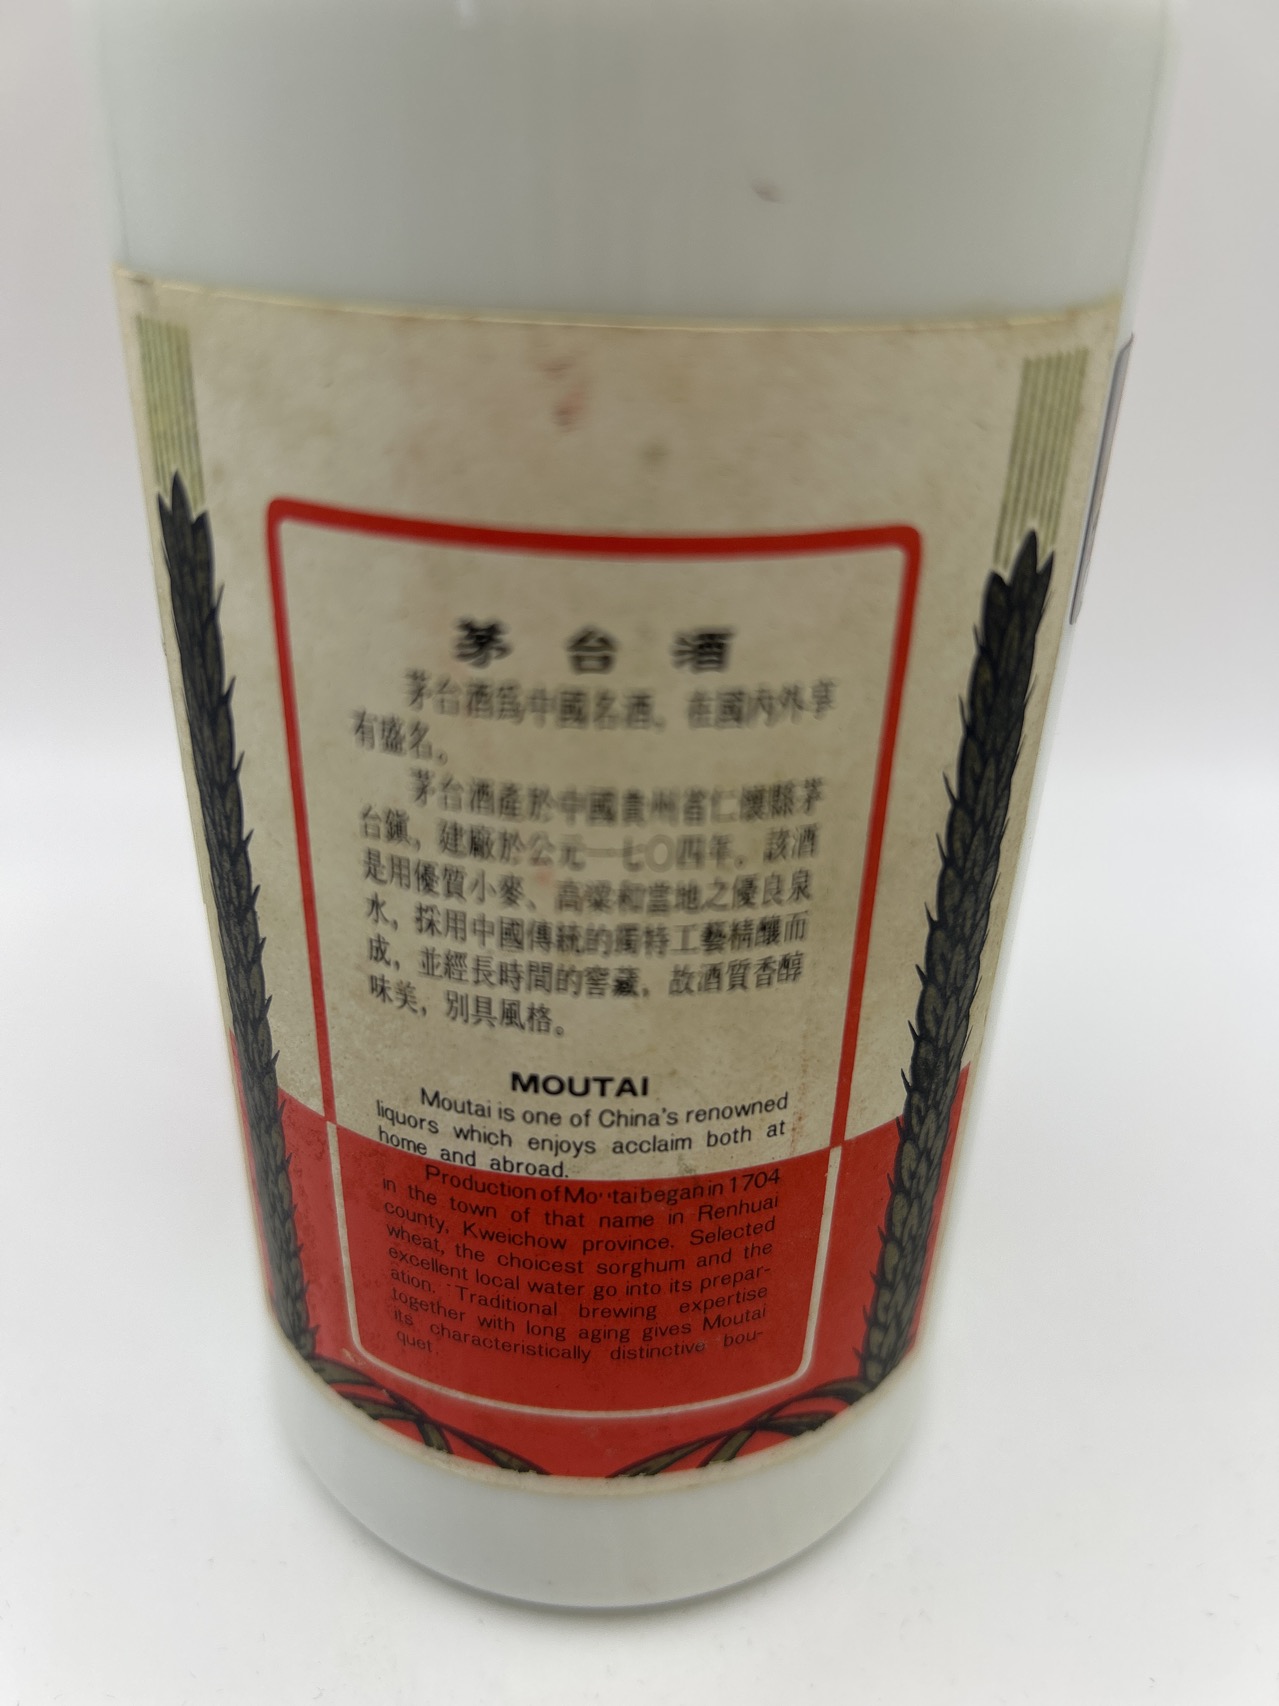 茅台酒
茅台酒爲中國名酒，在國內外享
有盛名。
茅台酒產於中國貴州省仁懷縣茅
台鎮，建廠於公元一七〇四年，該酒
是用優質小麥、高粱和當地之優良泉
水，採用中國傳統的獨特工藝精釀而
成，並經長時間的窖藏，故酒質香醇
味美，別具風格。
MOUTAI
Moutai is one of China's renowned
liquors which enjoys acclaim both at
home and abroad.
Production of Moutai began in 1704
in the town of that name in Renhuai
county, Kweichow province. Selected
wheat, the choicest sorghum and the
excellent local water go into its prepar-
ation. Traditional brewing expertise
together with long aging gives Moutai
its characteristically distinctive bou-
quet.